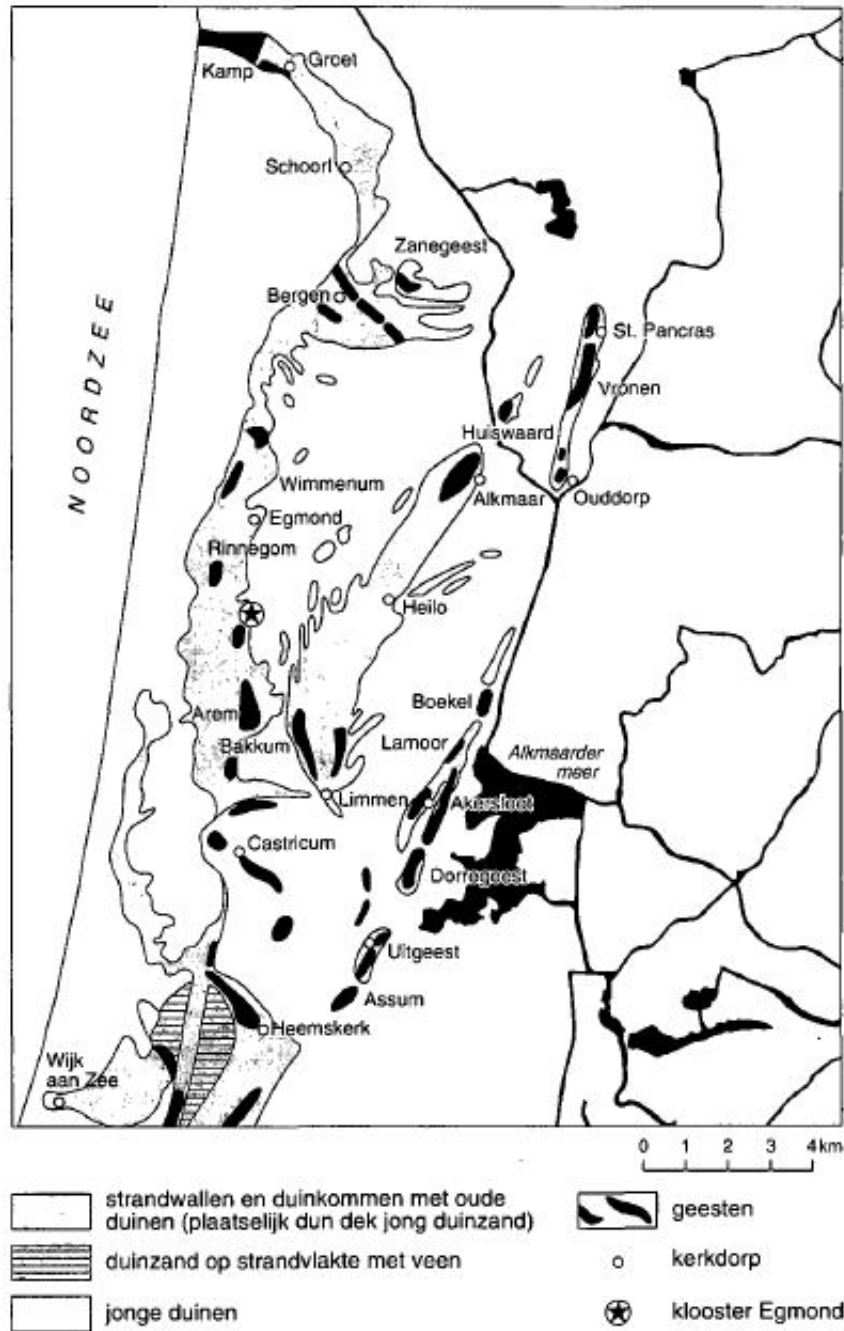 Groet
Kamp
Schoorl
Zanegeest
Bergen
NOORDZEE
St. Pancras
Vronen
Huiswaard
Wimmenum
Alkmaar
Ouddorp
Egmond
Rinnegom
Heilo
Boekel
Arem
Lamoor
Alkmaarder
meer
Bakkum
Limmen
Akersloot
Castricum
Dorregeest
Uitgeest
Assum
Heemskerk
Wijk
aan Zee
0 1 2 3 4 km
strandwallen en duinkommen met oude
duinen (plaatselijk dun dek jong duinzand)
duinzand op strandvlakte met veen
jonge duinen
geesten
kerkdorp
klooster Egmond